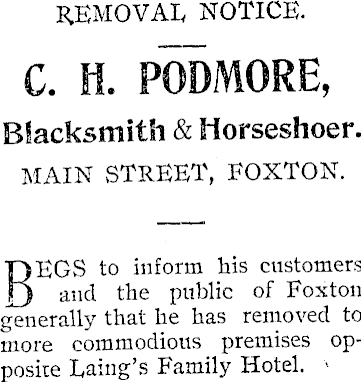 REMOVAL NOTICE.
C. H. PODMORE,
Blacksmith & Horseshoer.
MAIN STREET, FOXTON.
BEGS to inform his customers
and the public of Foxton
generally that he has removed to
more commodious premises op-
posite Laing's Family Hotel.